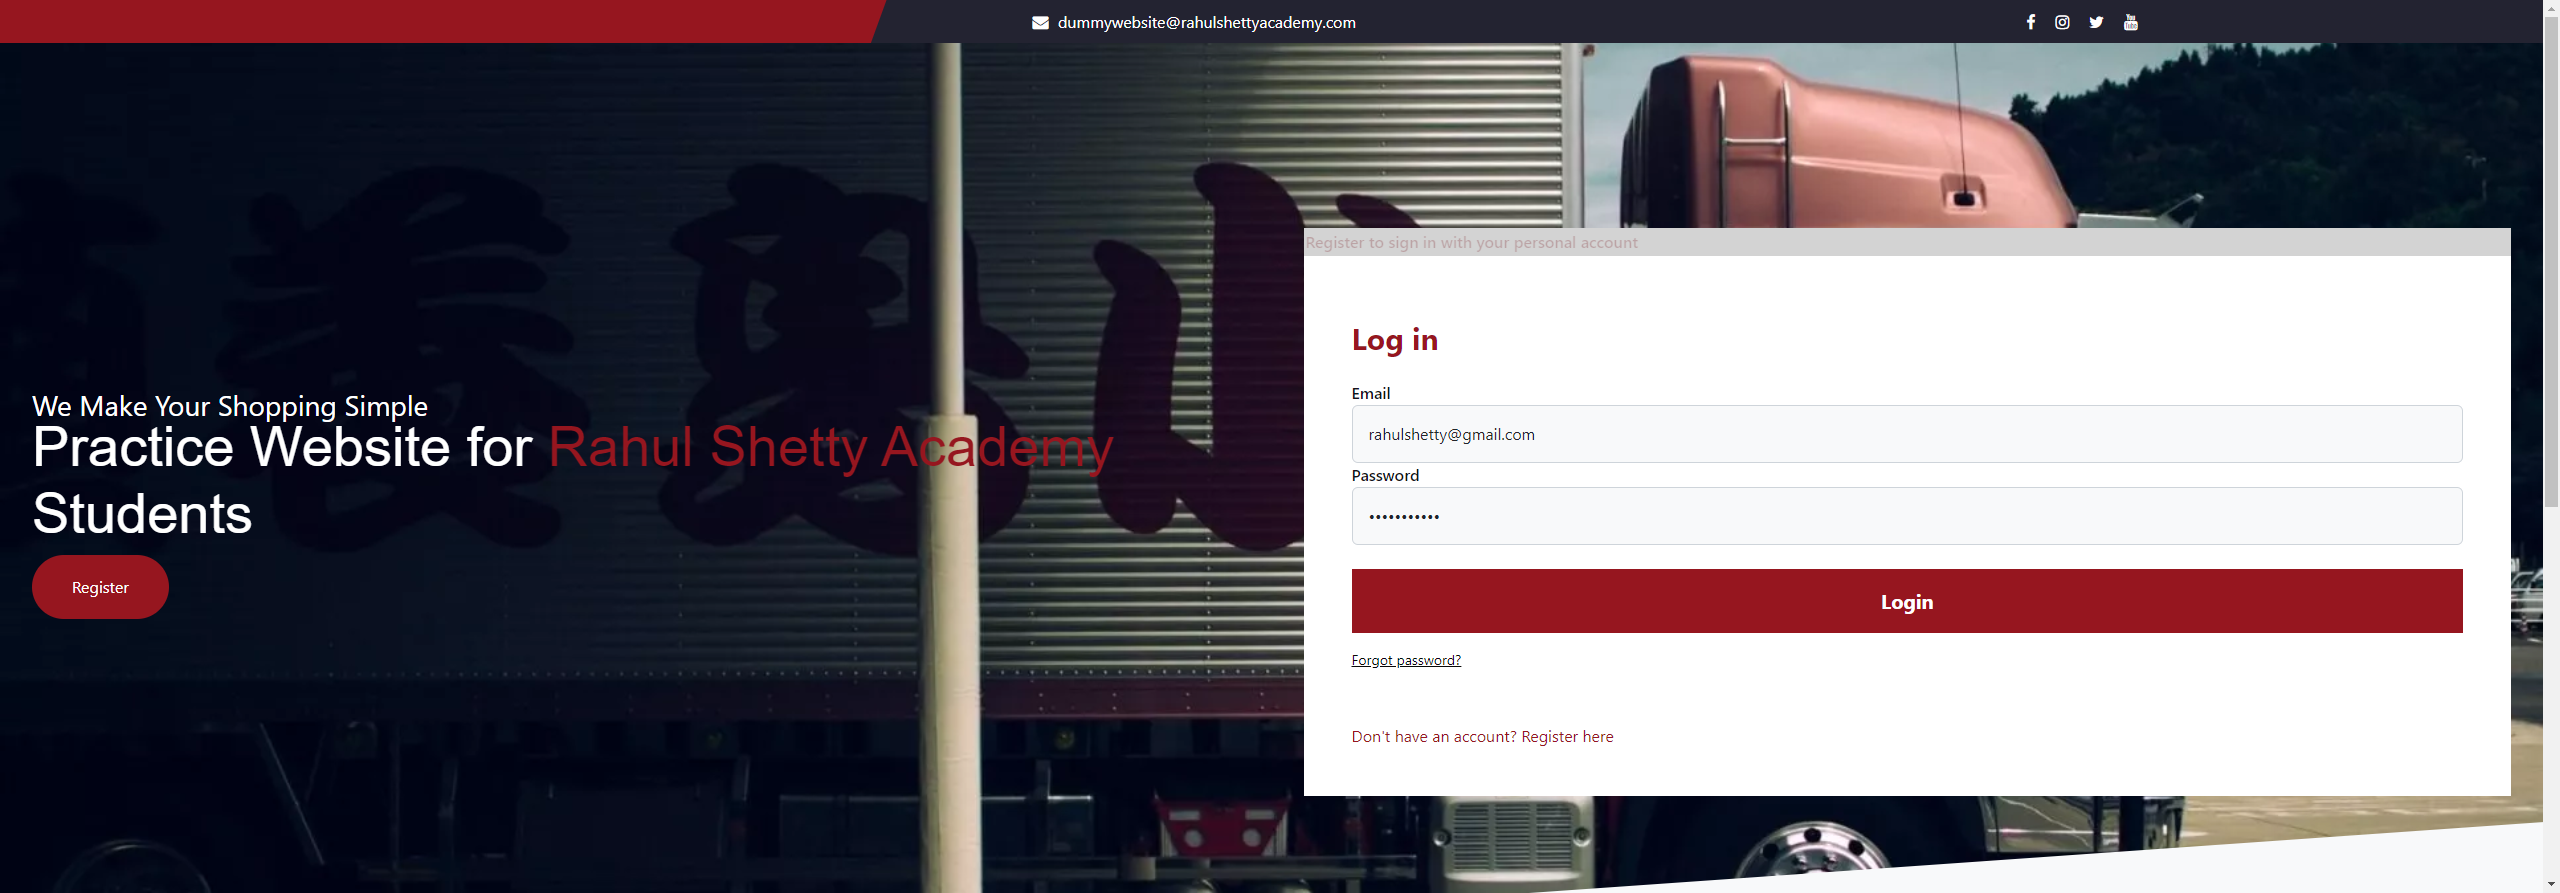 dummywebsite@rahulshettyacademy.com
We Make Your Shopping Simple
Practice Website for Rahul Shetty Academy
Students
Register
Register to sign in with your personal account
Log in
Email
rahulshetty@gmail.com
Password
•••••••••••
Login
Forgot password?
Don't have an account? Register here